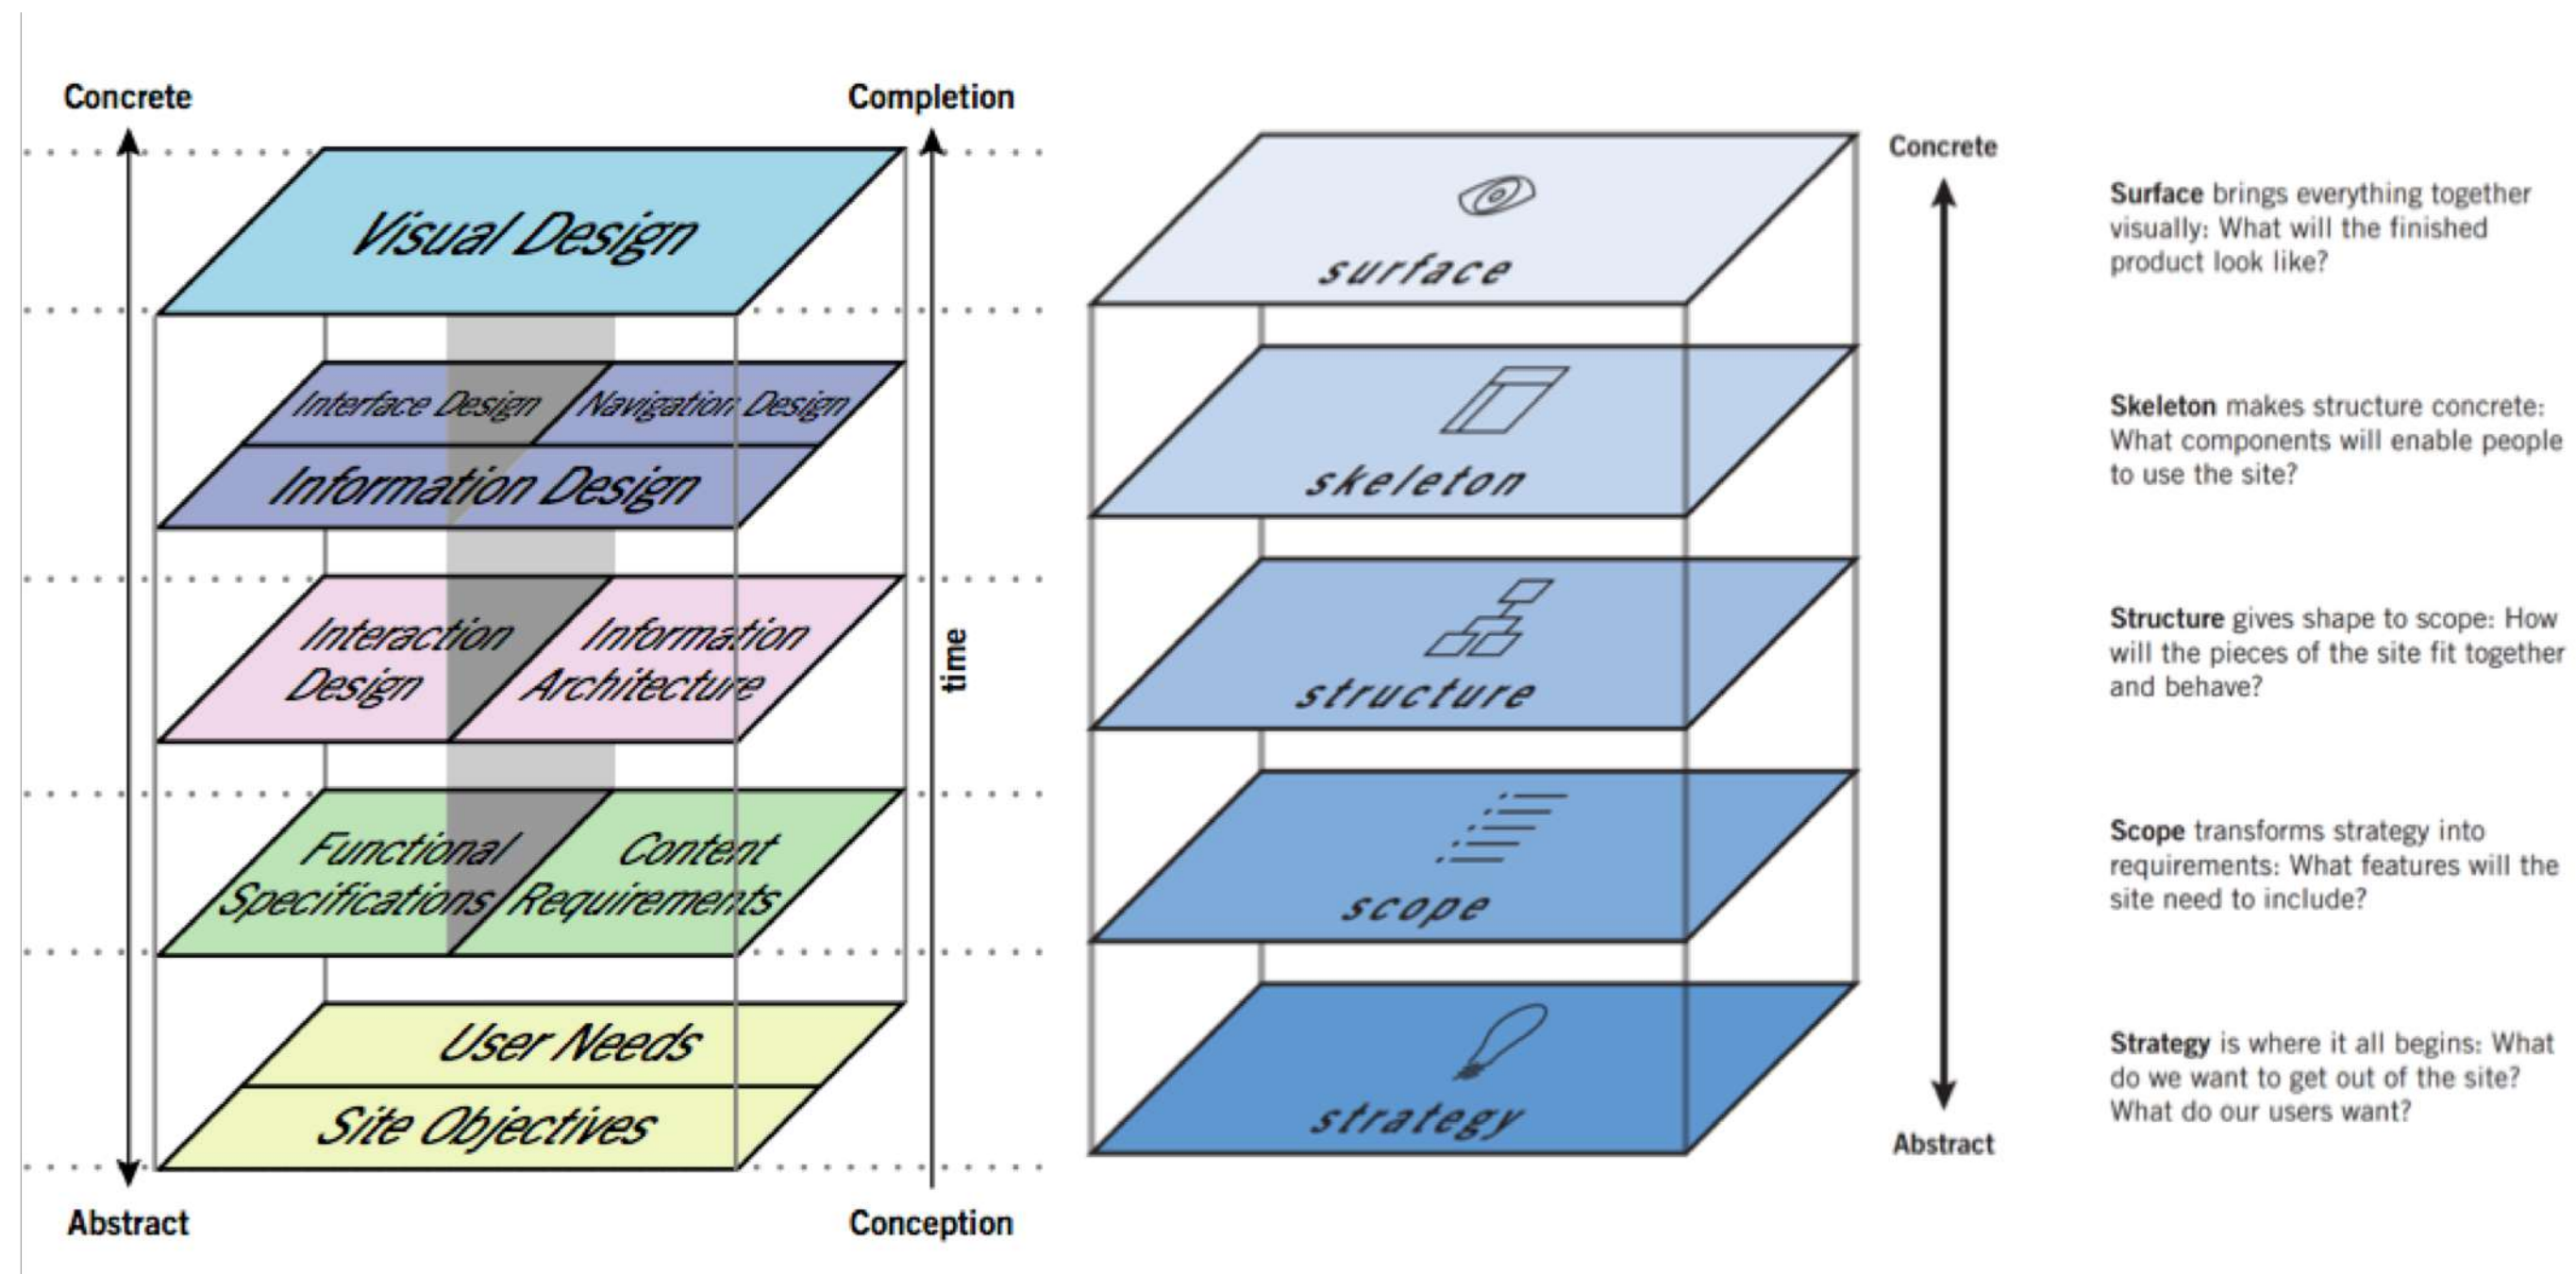 Concrete
Completion
Visual Design
Interface Design
Navigation Design
Information Design
Interaction
Design
Information
Architecture
time
Functional
Specifications
Content
Requirements
User Needs
Site Objectives
Abstract
Conception
surface
skeleton
structure
scope
strategy
Concrete
Abstract
Surface brings everything together
visually: What will the finished
product look like?
Skeleton makes structure concrete:
What components will enable people
to use the site?
Structure gives shape to scope: How
will the pieces of the site fit together
and behave?
Scope transforms strategy into
requirements: What features will the
site need to include?
Strategy is where it all begins: What
do we want to get out of the site?
What do our users want?